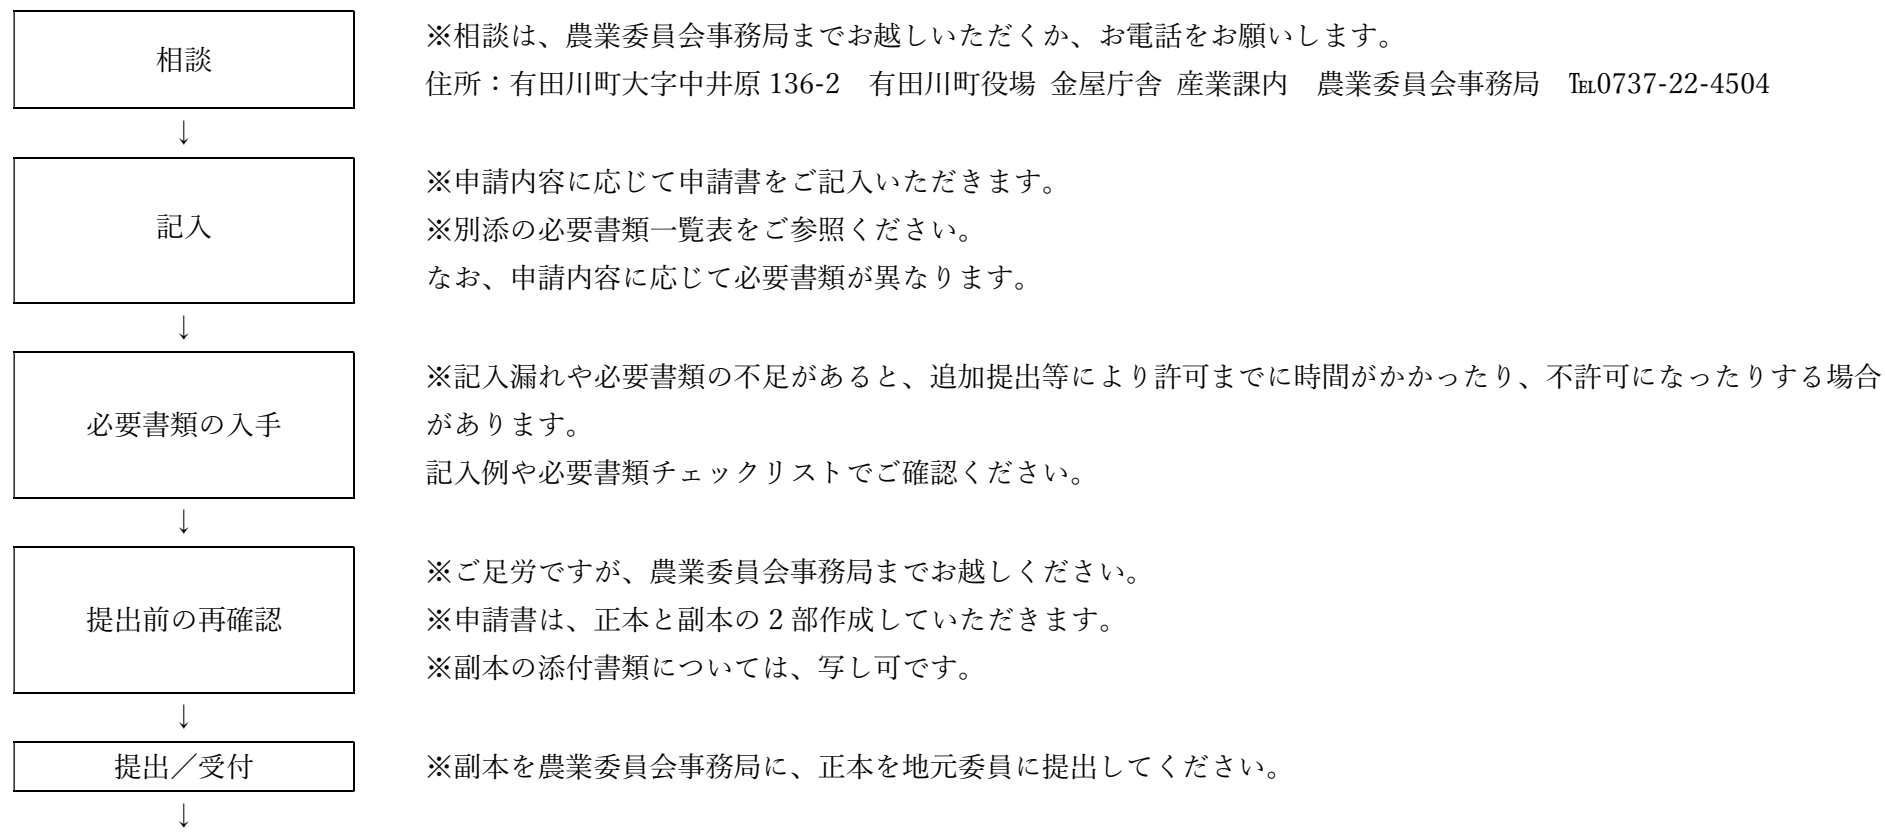 相談
※相談は、農業委員会事務局までお越しいただくか、お電話をお願いします。
住所：有田川町大字中井原 136-2　有田川町役場 金屋庁舎 産業課内　農業委員会事務局　℡0737-22-4504
↓
記入
※申請内容に応じて申請書をご記入いただきます。
※別添の必要書類一覧表をご参照ください。
なお、申請内容に応じて必要書類が異なります。
↓
必要書類の入手
※記入漏れや必要書類の不足があると、追加提出等により許可までに時間がかかったり、不許可になったりする場合
があります。
記入例や必要書類チェックリストでご確認ください。
↓
提出前の再確認
※ご足労ですが、農業委員会事務局までお越しください。
※申請書は、正本と副本の 2 部作成していただきます。
※副本の添付書類については、写し可です。
↓
提出／受付
※副本を農業委員会事務局に、正本を地元委員に提出してください。
↓